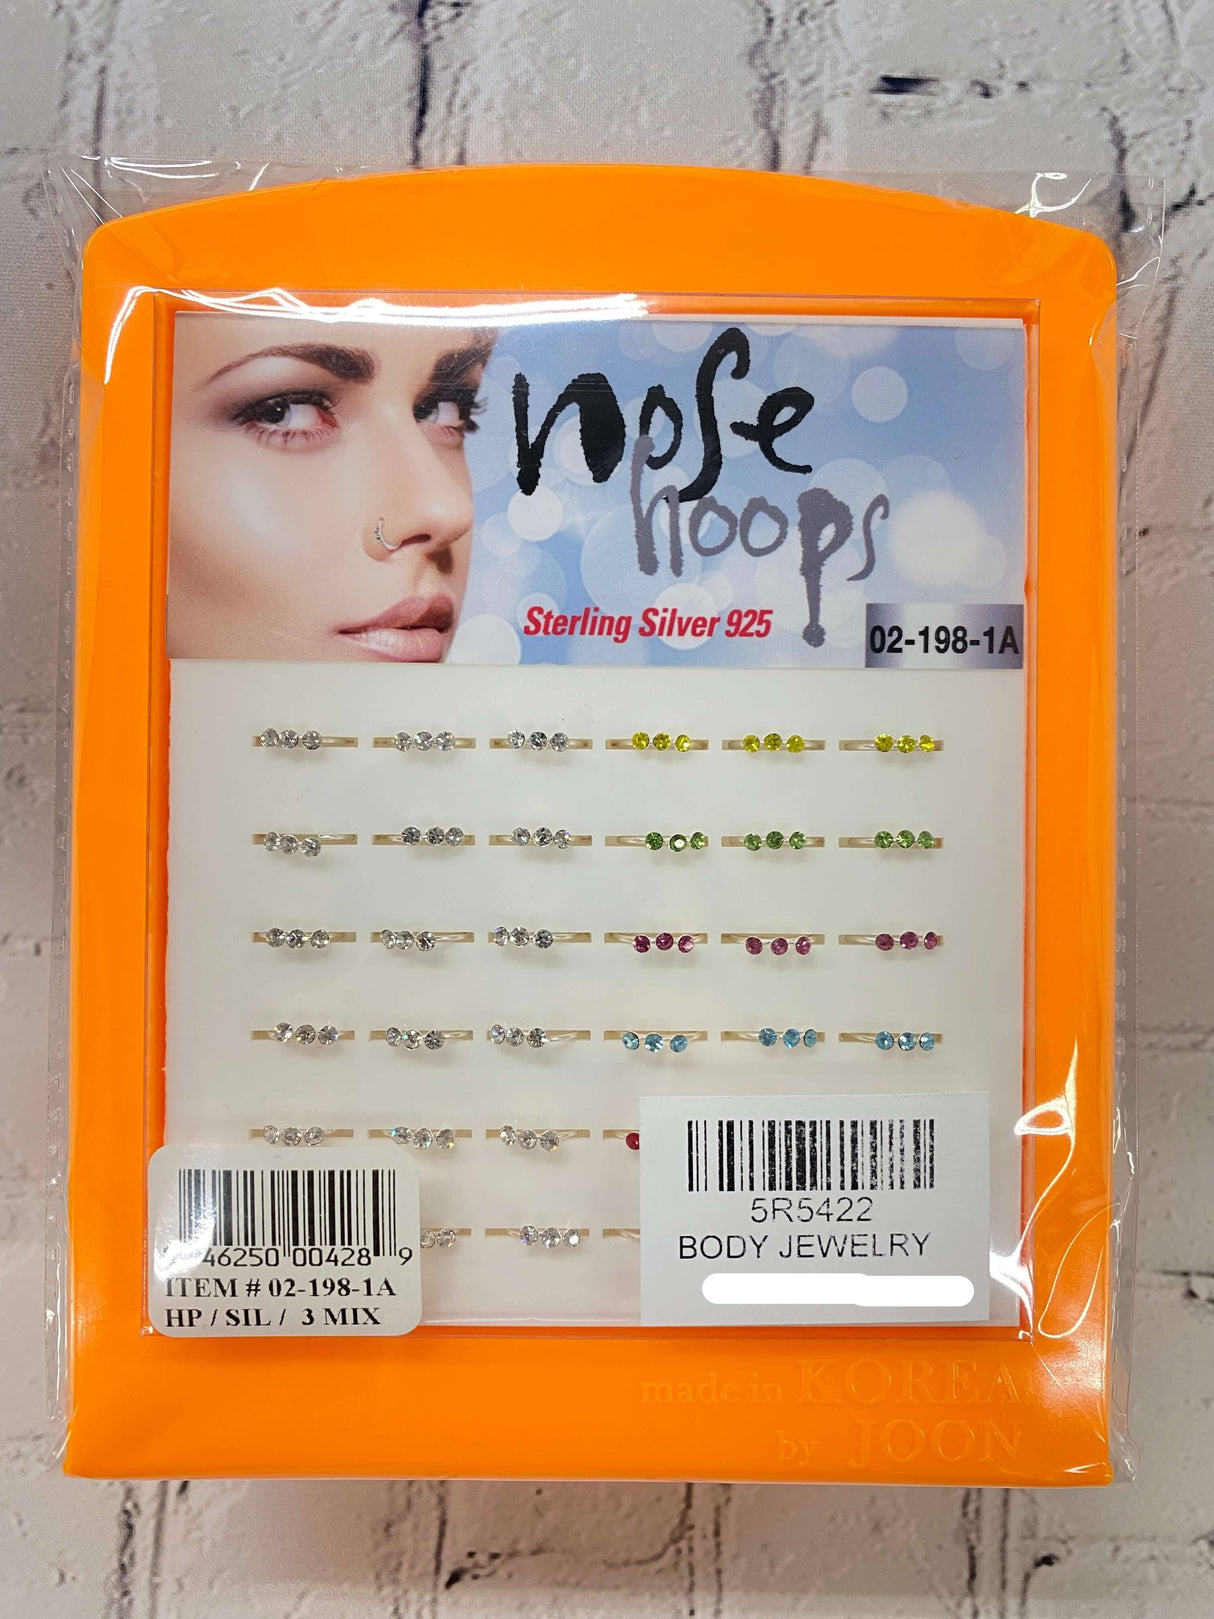 nose
hoops
Sterling Silver 925
02-198-1A
5R5422
BODY JEWELRY
46250 00428 9
ITEM # 02-198-1A
HP / SIL / 3 MIX
made in KOREA
by JOON